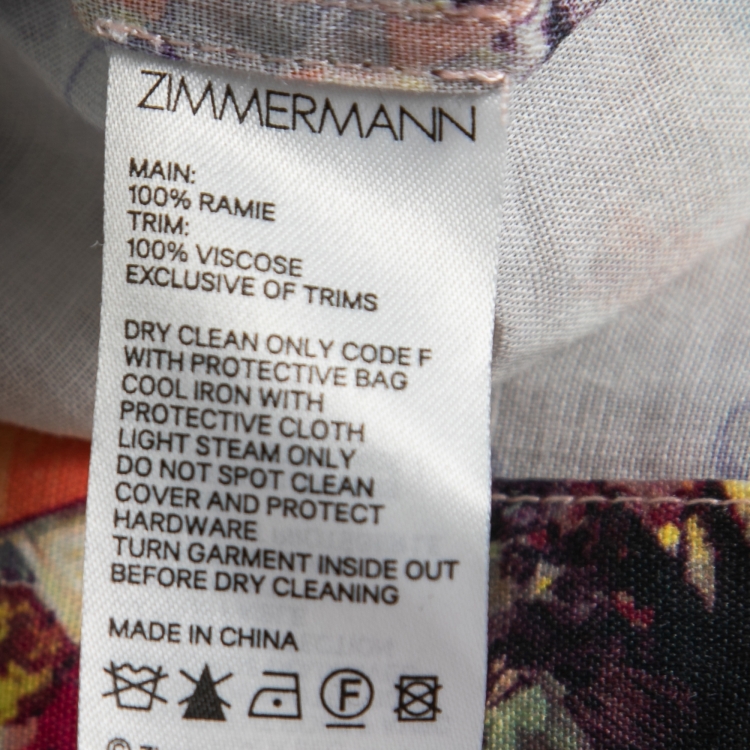 ZIMMERMANN
MAIN:
100% RAMIE
TRIM:
100% VISCOSE
EXCLUSIVE OF TRIMS
DRY CLEAN ONLY CODE F
WITH PROTECTIVE BAG
COOL IRON WITH
PROTECTIVE CLOTH
LIGHT STEAM ONLY
DO NOT SPOT CLEAN
COVER AND PROTECT
HARDWARE
TURN GARMENT INSIDE OUT
BEFORE DRY CLEANING
MADE IN CHINA
F